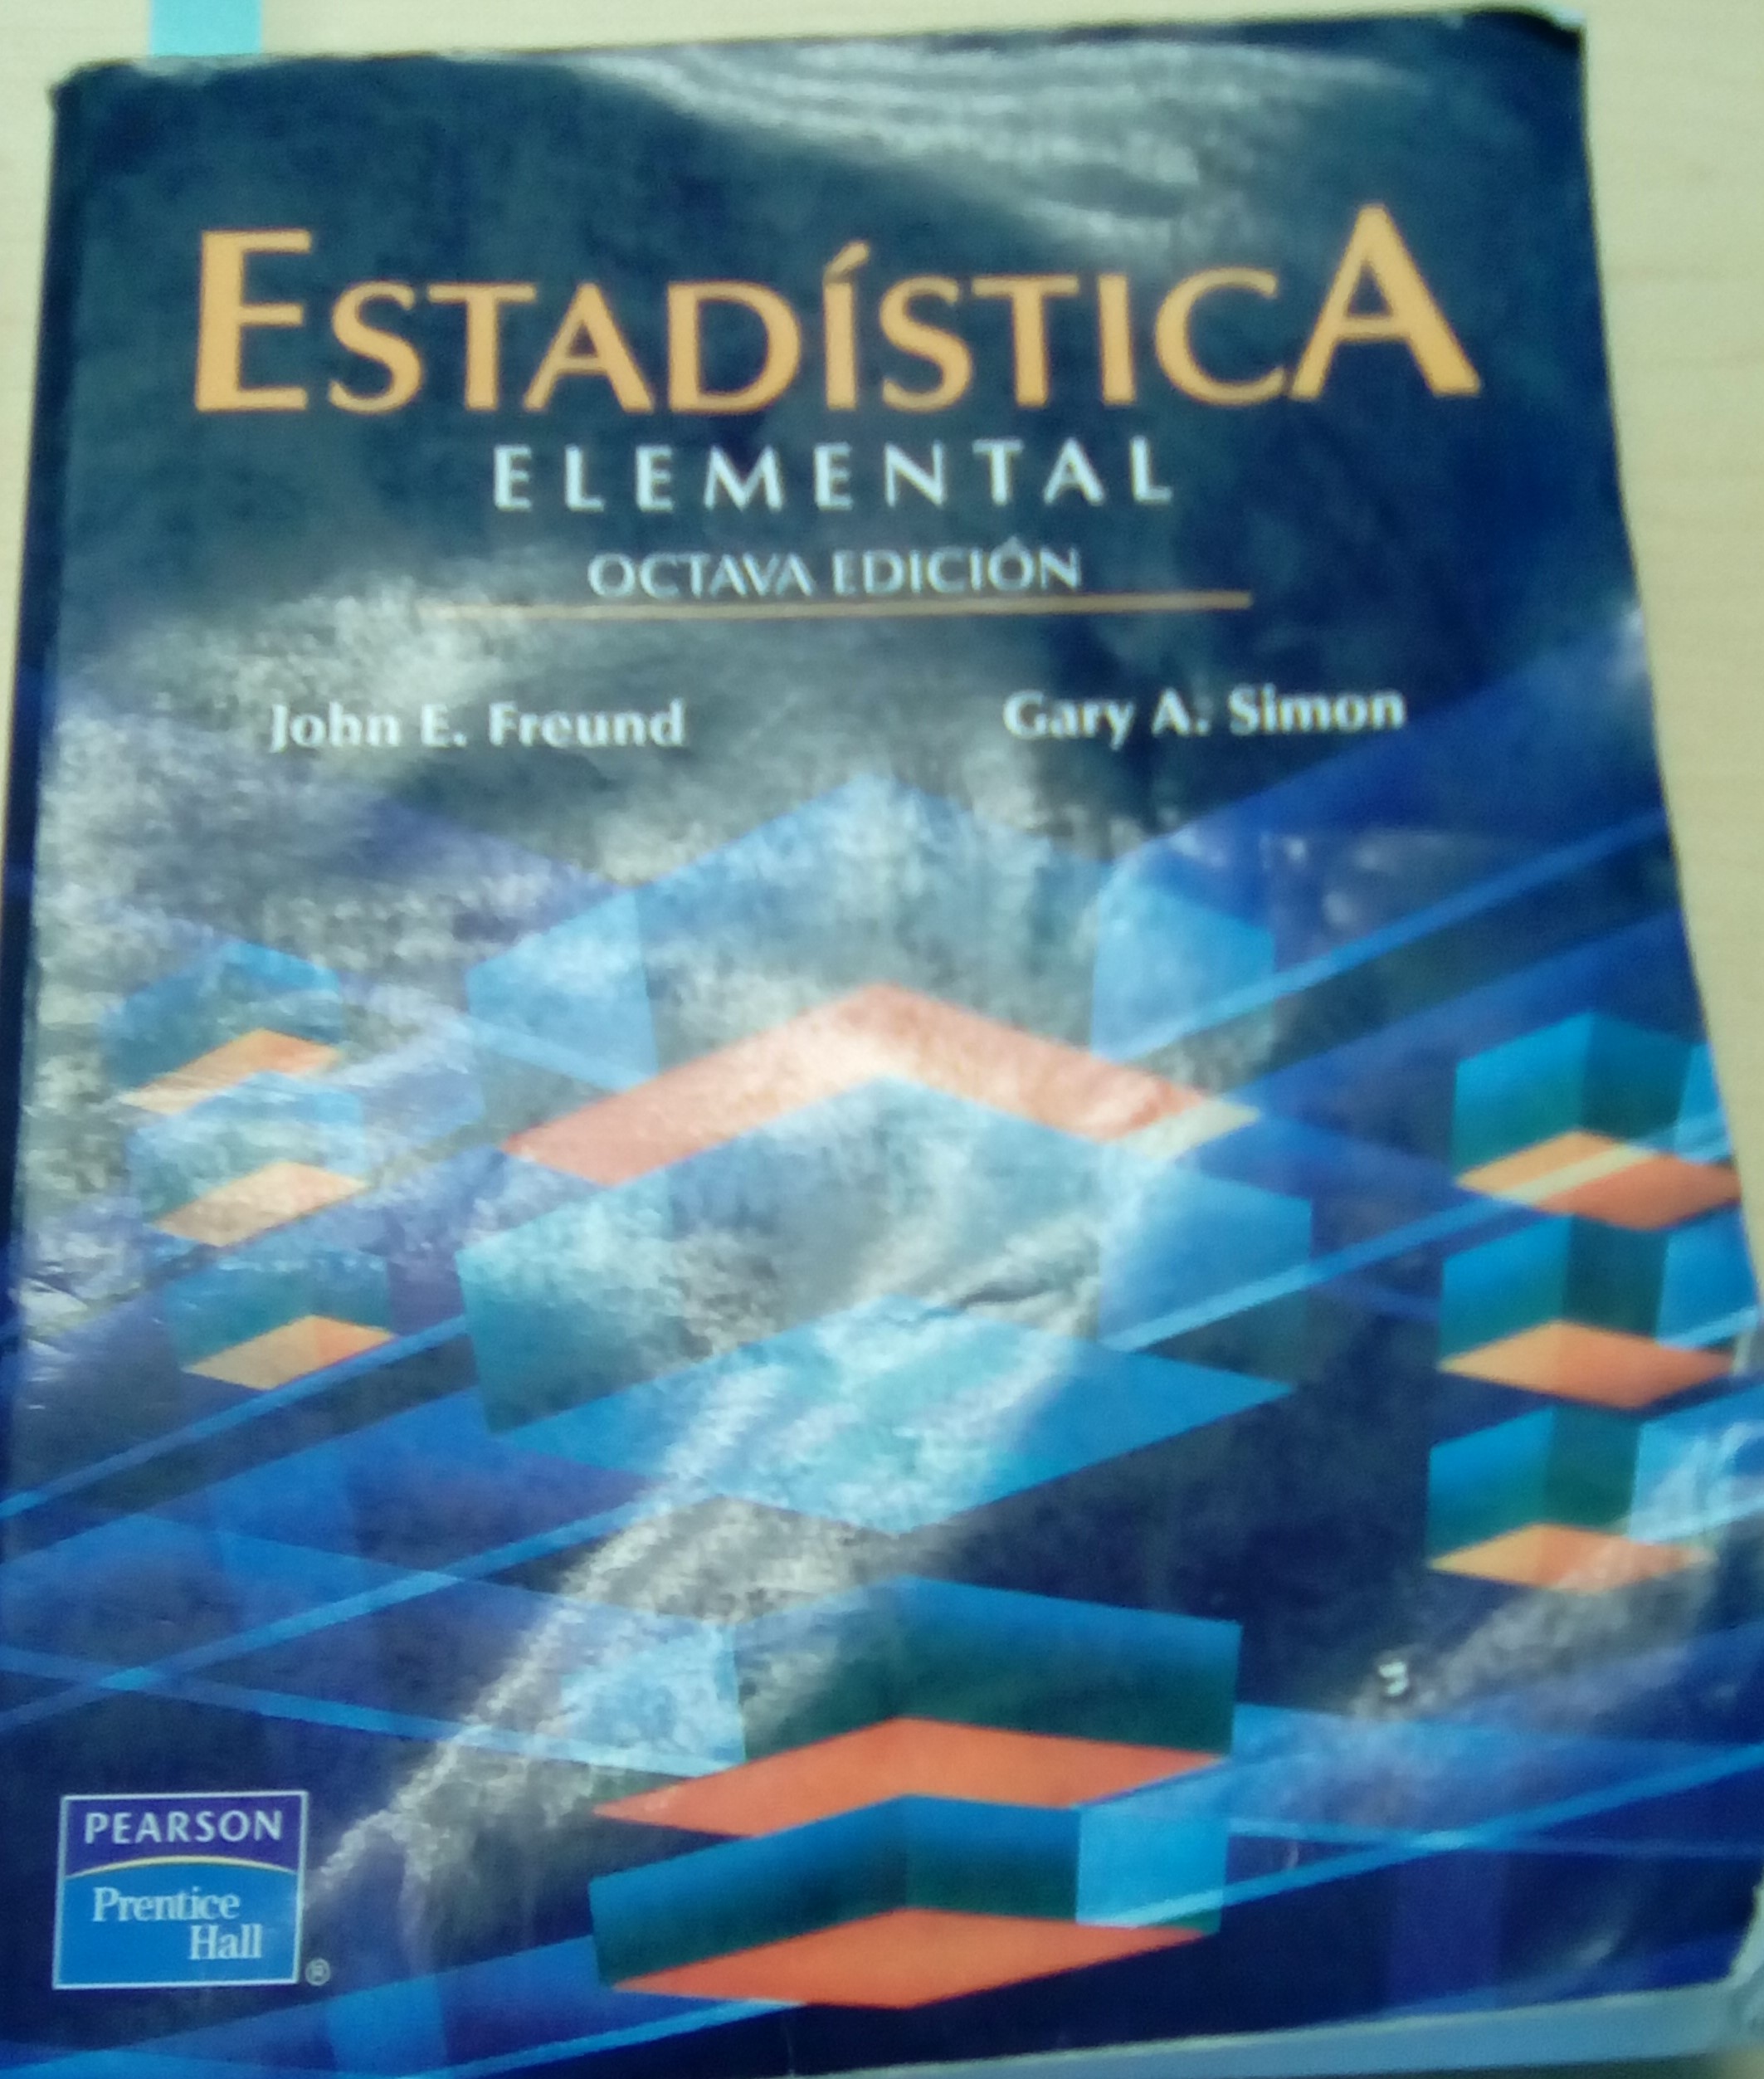 ESTADÍSTICA
ELEMENTAL
OCTAVA EDICIÓN
John E. Freund
Gary A. Simon
PEARSON
Prentice
Hall
®